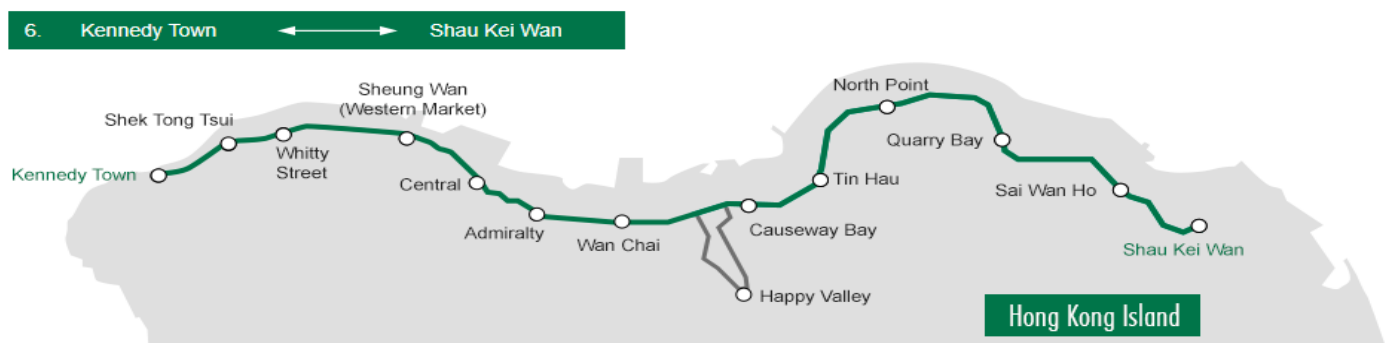 6. Kennedy Town Shau Kei Wan
Sheung Wan
(Western Market)
Shek Tong Tsui
Whitty
Street
Kennedy Town
Central
Admiralty
Wan Chai
Causeway Bay
Happy Valley
Tin Hau
North Point
Quarry Bay
Sai Wan Ho
Shau Kei Wan
Hong Kong Island